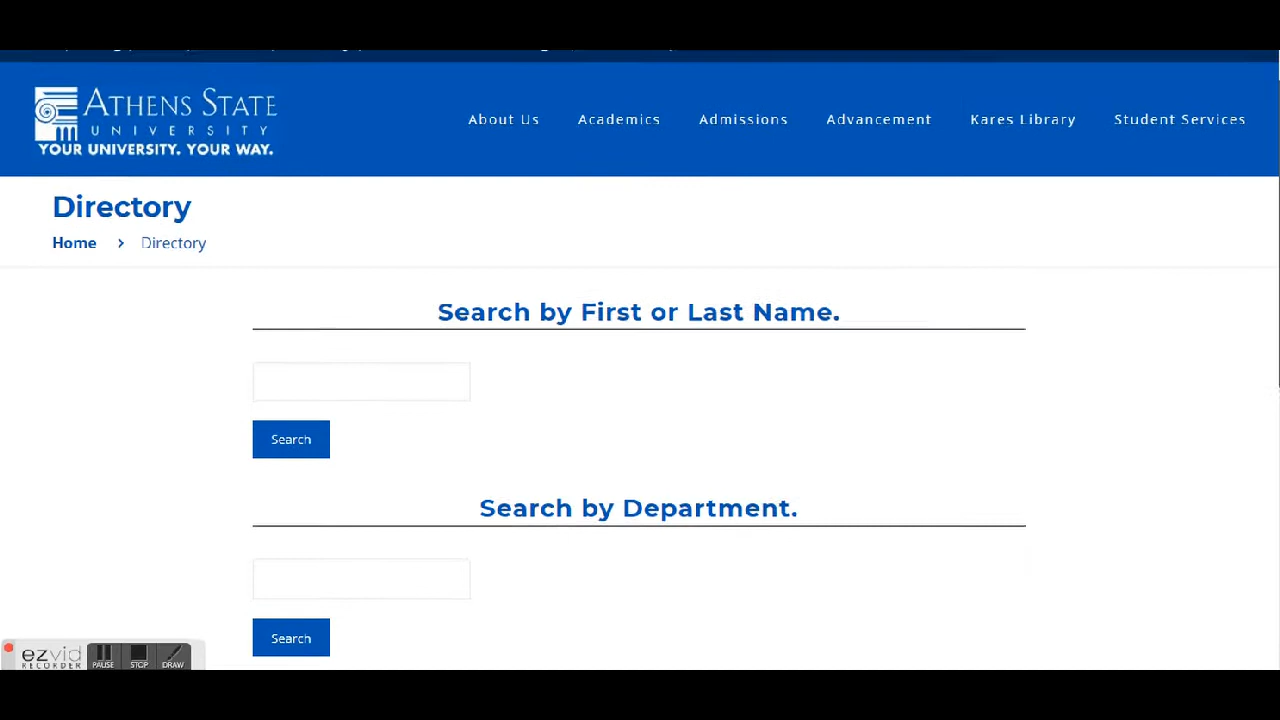 ATHENS STATE
UNIVERSITY
YOUR UNIVERSITY. YOUR WAY.
About Us
Academics
Admissions
Advancement
Kares Library
Student Services
Directory
Home > Directory
Search by First or Last Name.
Search
Search by Department.
Search
ezvid
RECORDER
PAUSE
STOP
DRAW